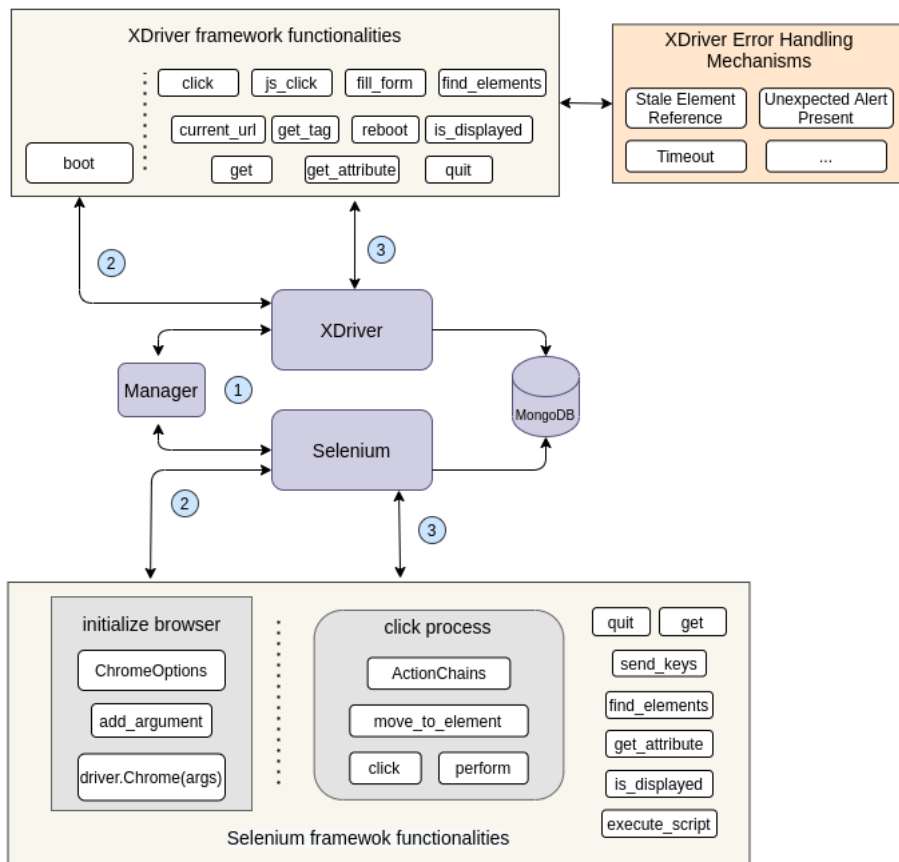 XDriver framework functionalities
click
js_click
fill_form
find_elements
current_url
get_tag
reboot
is_displayed
boot
get
get_attribute
quit
XDriver Error Handling
Mechanisms
Stale Element
Reference
Unexpected Alert
Present
Timeout
...
2
3
XDriver
Manager
1
MongoDB
Selenium
2
3
initialize browser
ChromeOptions
add_argument
driver.Chrome(args)
click process
ActionChains
move_to_element
click
perform
quit
get
send_keys
find_elements
get_attribute
is_displayed
execute_script
Selenium framewok functionalities